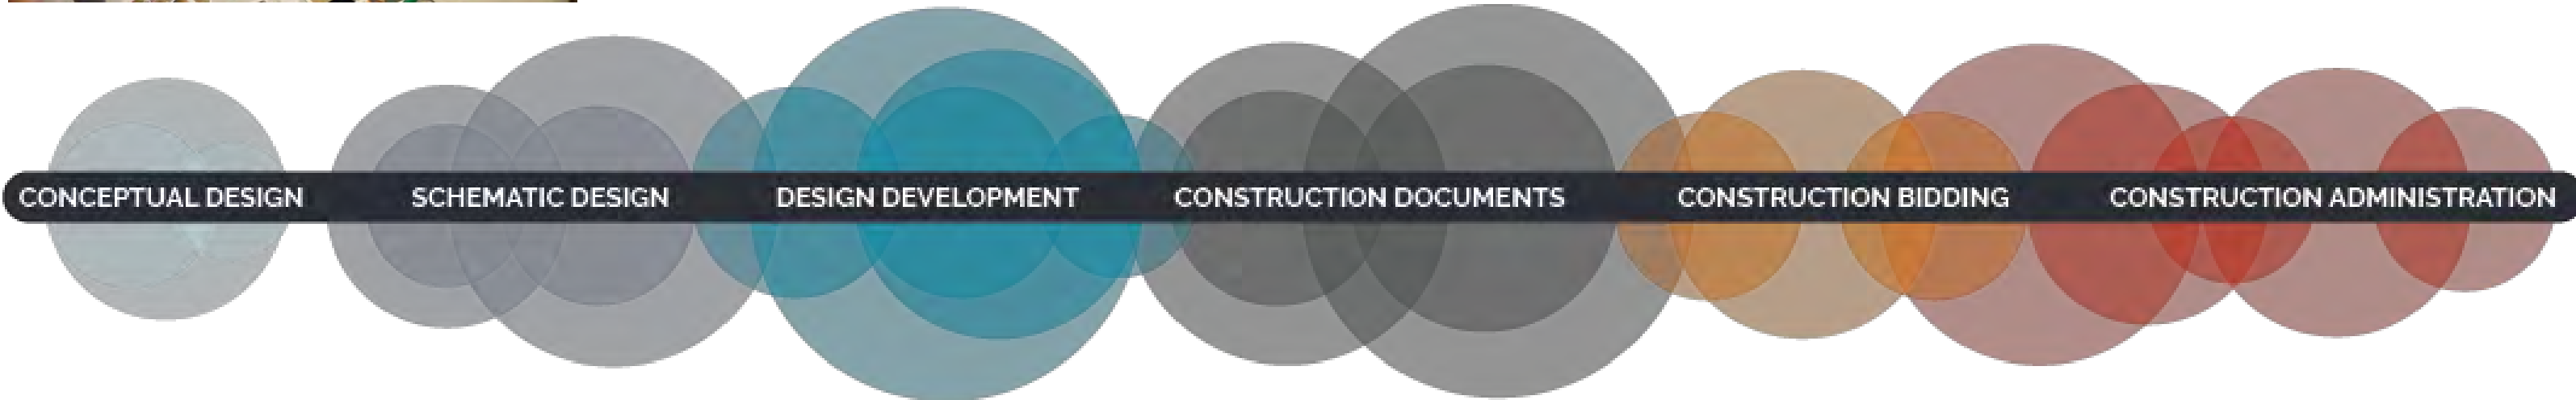 CONCEPTUAL DESIGN SCHEMATIC DESIGN DESIGN DEVELOPMENT CONSTRUCTION DOCUMENTS CONSTRUCTION BIDDING CONSTRUCTION ADMINISTRATION